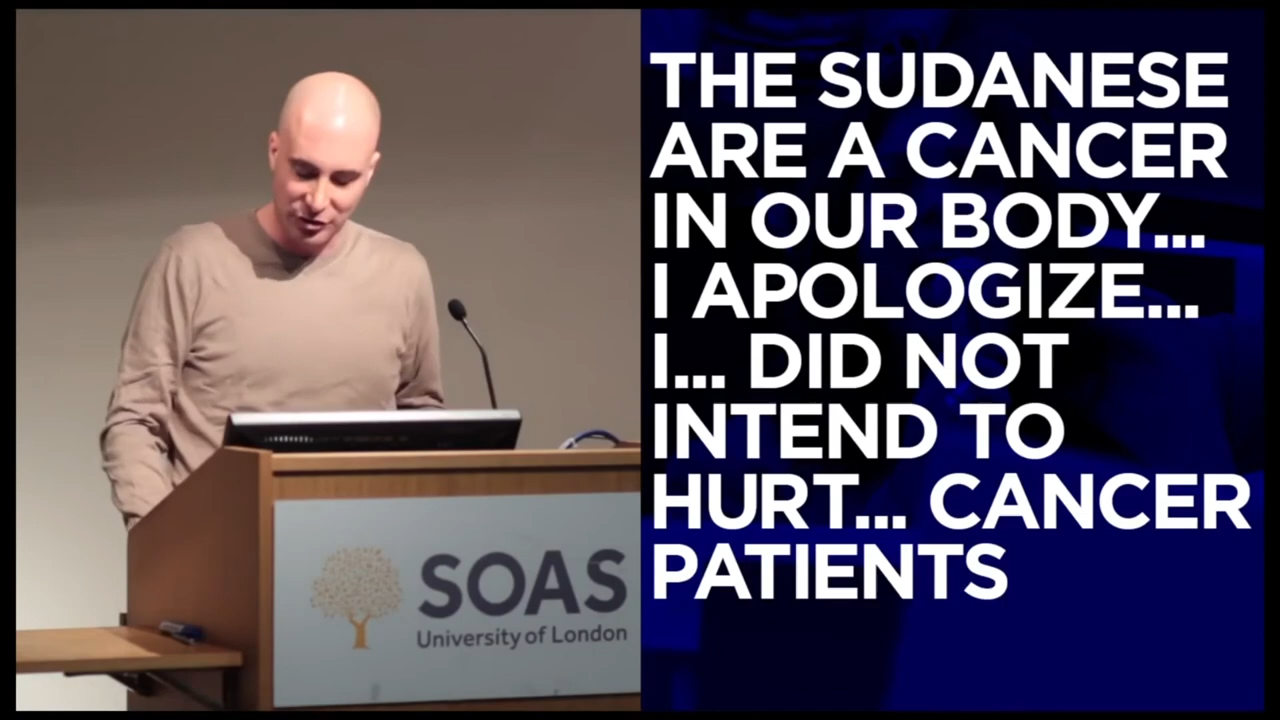 THE SUDANESE
ARE A CANCER
IN OUR BODY...
I APOLOGIZE...
I... DID NOT
INTEND TO
HURT... CANCER
PATIENTS
SOAS
University of London